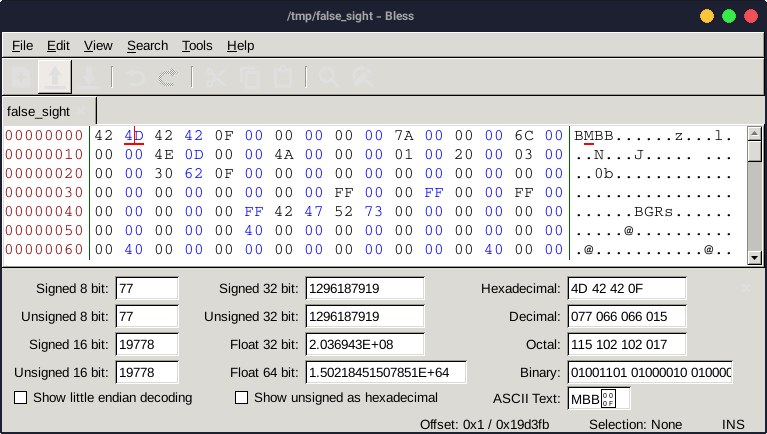 /tmp/false_sight - Bless
File Edit View Search Tools Help
false_sight
00000000 42 4D 42 42 0F 00 00 00 00 00 7A 00 00 00 6C 00 BMBB......z...l.
00000010 00 00 4E 0D 00 00 4A 00 00 00 01 00 20 00 03 00 ..N...J..... ...
00000020 00 00 30 62 0F 00 00 00 00 00 00 00 00 00 00 00 ..0b............
00000030 00 00 00 00 00 00 00 00 FF 00 00 FF 00 00 FF 00 ................
00000040 00 00 00 00 00 FF 42 47 52 73 00 00 00 00 00 00 ......BGRs......
00000050 00 00 00 00 00 40 00 00 00 00 00 00 00 00 00 00 .....@..........
00000060 00 40 00 00 00 00 00 00 00 00 00 00 00 40 00 00 .@...........@..
Signed 8 bit: 77 Signed 32 bit: 1296187919 Hexadecimal: 4D 42 42 0F
Unsigned 8 bit: 77 Unsigned 32 bit: 1296187919 Decimal: 077 066 066 015
Signed 16 bit: 19778 Float 32 bit: 2.036943E+08 Octal: 115 102 102 017
Unsigned 16 bit: 19778 Float 64 bit: 1.50218451507851E+64 Binary: 01001101 01000010 010000
Show little endian decoding Show unsigned as hexadecimal ASCII Text: MBB
Offset: 0x1 / 0x19d3fb Selection: None INS